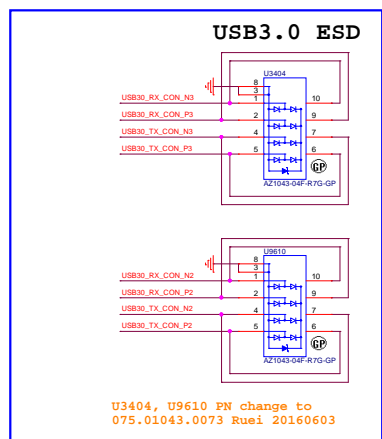 USB3.0 ESD
U3404
8
3
USB30_RX_CON_N3 1 10
USB30_RX_CON_P3 2 9
USB30_TX_CON_N3 4 7
USB30_TX_CON_P3 5 6
GP
AZ1043-04F-R7G-GP
U9610
8
3
USB30_RX_CON_N2 1 10
USB30_RX_CON_P2 2 9
USB30_TX_CON_N2 4 7
USB30_TX_CON_P2 5 6
GP
AZ1043-04F-R7G-GP
U3404, U9610 PN change to
075.01043.0073 Ruei 20160603